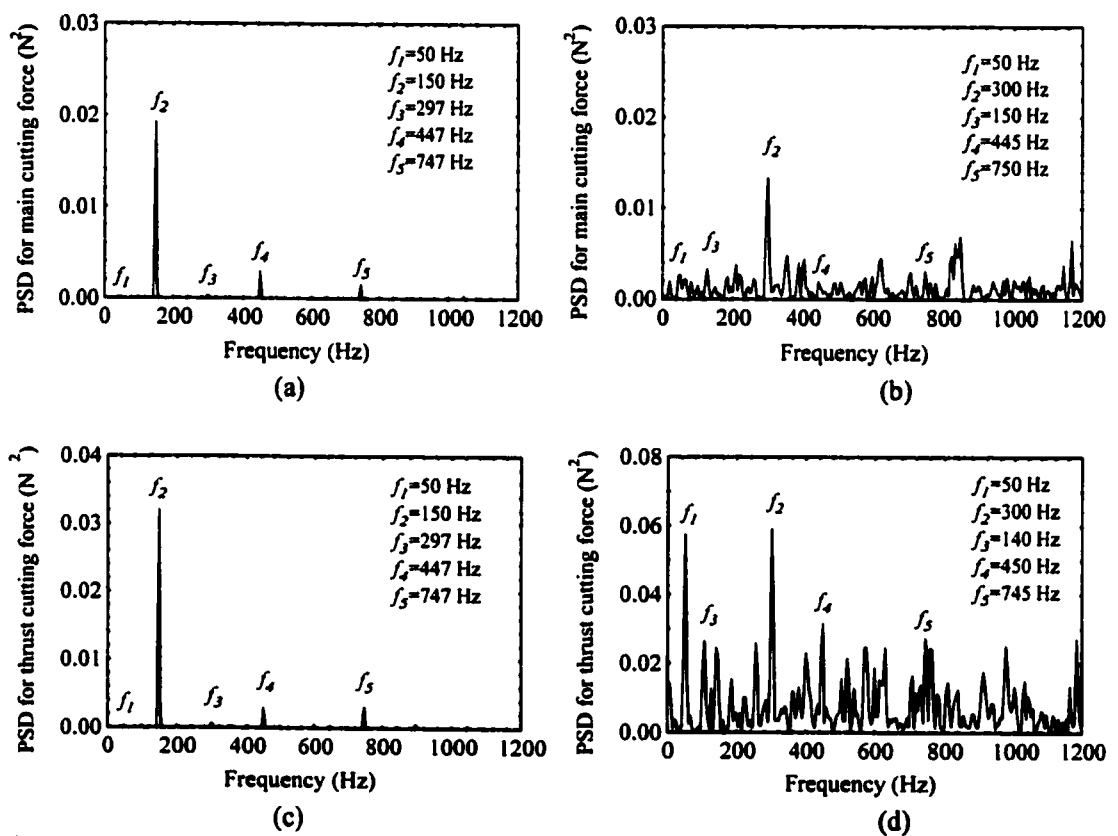 0.03
0.02
0.01
0.00
PSD for main cutting force (N²)
f₂
f₁
f₃
f₄
f₅
f₁=50 Hz
f₂=150 Hz
f₃=297 Hz
f₄=447 Hz
f₅=747 Hz
0 200 400 600 800 1000 1200
Frequency (Hz)
(a)
0.03
0.02
0.01
0.00
PSD for main cutting force (N²)
f₂
f₁
f₃
f₄
f₅
f₁=50 Hz
f₂=300 Hz
f₃=150 Hz
f₄=445 Hz
f₅=750 Hz
0 200 400 600 800 1000 1200
Frequency (Hz)
(b)
0.04
0.03
0.02
0.01
0.00
PSD for thrust cutting force (N²)
f₂
f₁
f₃
f₄
f₅
f₁=50 Hz
f₂=150 Hz
f₃=297 Hz
f₄=447 Hz
f₅=747 Hz
0 200 400 600 800 1000 1200
Frequency (Hz)
(c)
0.08
0.06
0.04
0.02
0.00
PSD for thrust cutting force (N²)
f₁
f₂
f₃
f₄
f₅
f₁=50 Hz
f₂=300 Hz
f₃=140 Hz
f₄=450 Hz
f₅=745 Hz
0 200 400 600 800 1000 1200
Frequency (Hz)
(d)